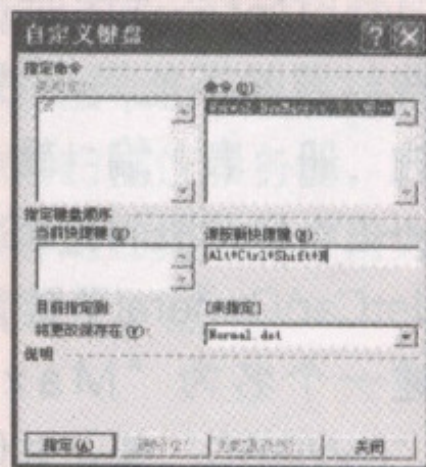 自定义键盘
指定命令
命令(O)
宏
指定键盘顺序
当前快捷键(U) 请按新快捷键(N)
Alt+Ctrl+Shift+M
目前指定到 [未指定]
将更改保存在(V): Normal.dot
说明
指定(A) 关闭